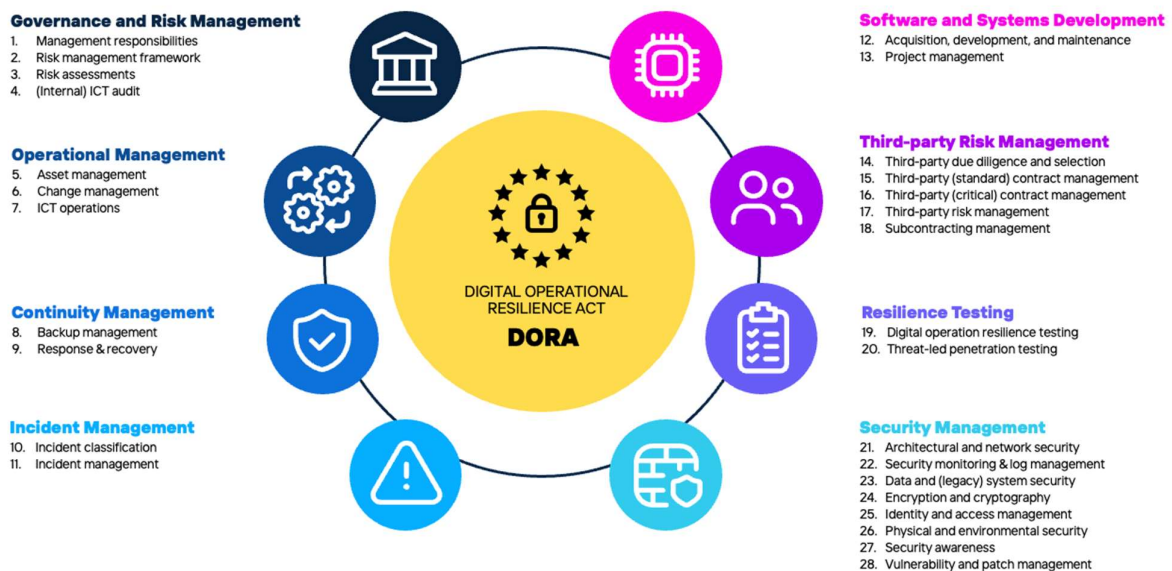 Governance and Risk Management
1. Management responsibilities
2. Risk management framework
3. Risk assessments
4. (Internal) ICT audit
Operational Management
5. Asset management
6. Change management
7. ICT operations
Continuity Management
8. Backup management
9. Response & recovery
Incident Management
10. Incident classification
11. Incident management
DIGITAL OPERATIONAL
RESILIENCE ACT
DORA
Software and Systems Development
12. Acquisition, development, and maintenance
13. Project management
Third-party Risk Management
14. Third-party due diligence and selection
15. Third-party (standard) contract management
16. Third-party (critical) contract management
17. Third-party risk management
18. Subcontracting management
Resilience Testing
19. Digital operation resilience testing
20. Threat-led penetration testing
Security Management
21. Architectural and network security
22. Security monitoring & log management
23. Data and (legacy) system security
24. Encryption and cryptography
25. Identity and access management
26. Physical and environmental security
27. Security awareness
28. Vulnerability and patch management